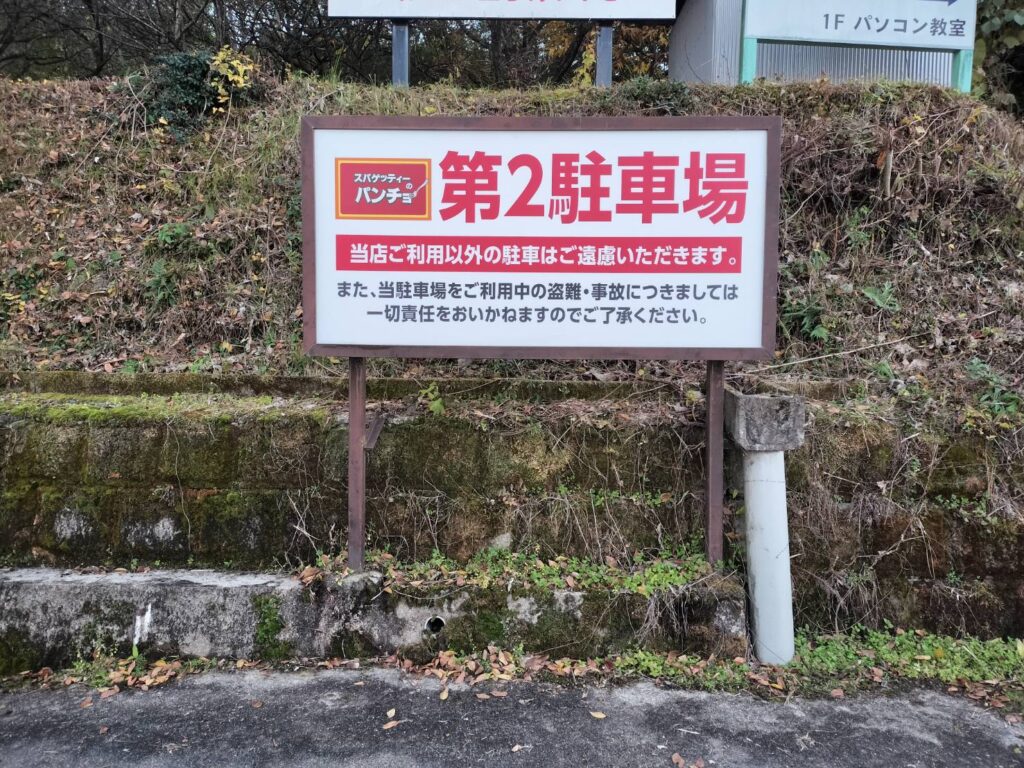 1F パソコン教室
スパゲッティーの
パンチョ
第2駐車場
当店ご利用以外の駐車はご遠慮いただきます。
また、当駐車場をご利用中の盗難・事故につきましては
一切責任をおいかねますのでご了承ください。